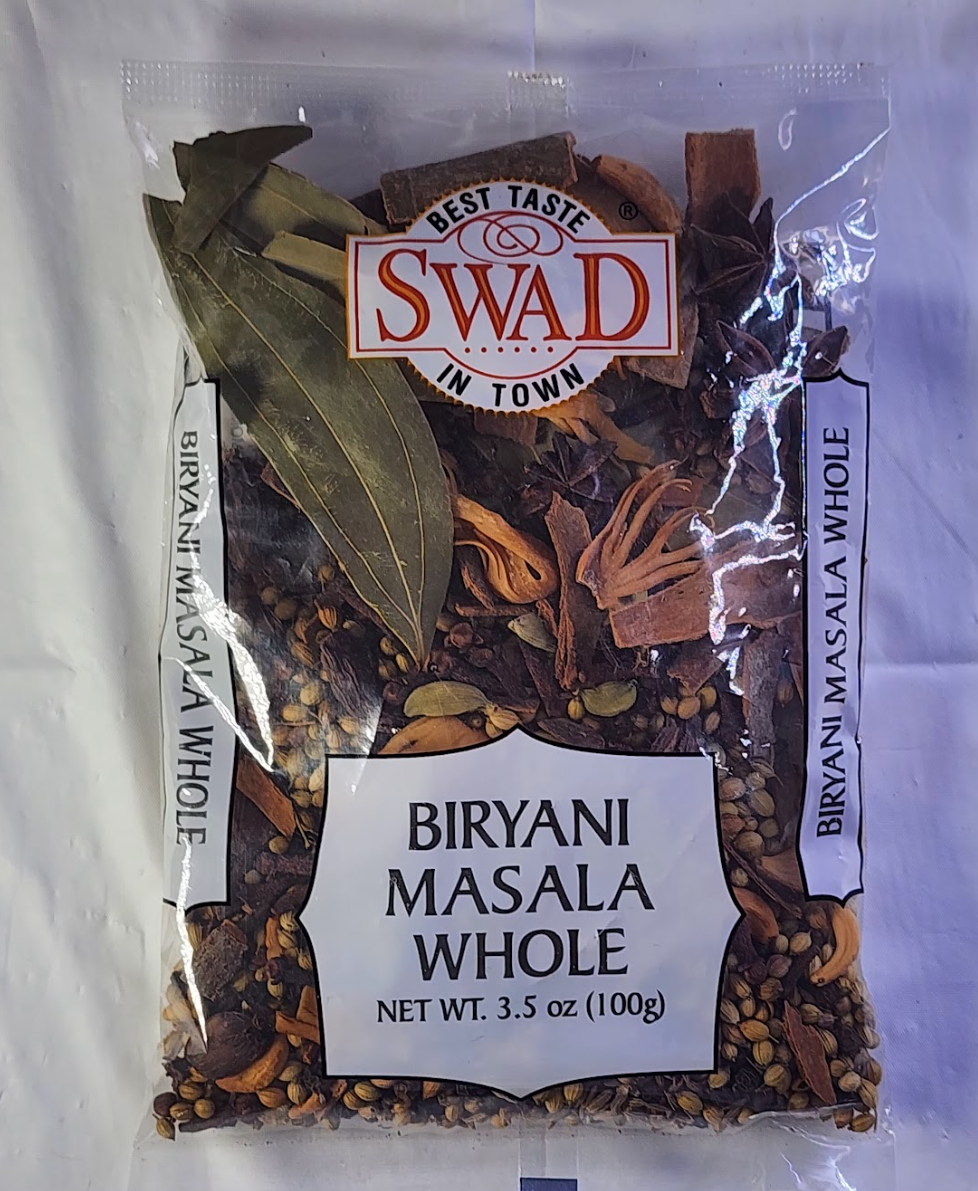 BEST TASTE
®
SWAD
IN TOWN
BIRYANI MASALA WHOLE
BIRYANI MASALA WHOLE
BIRYANI
MASALA
WHOLE
NET WT. 3.5 oz (100g)